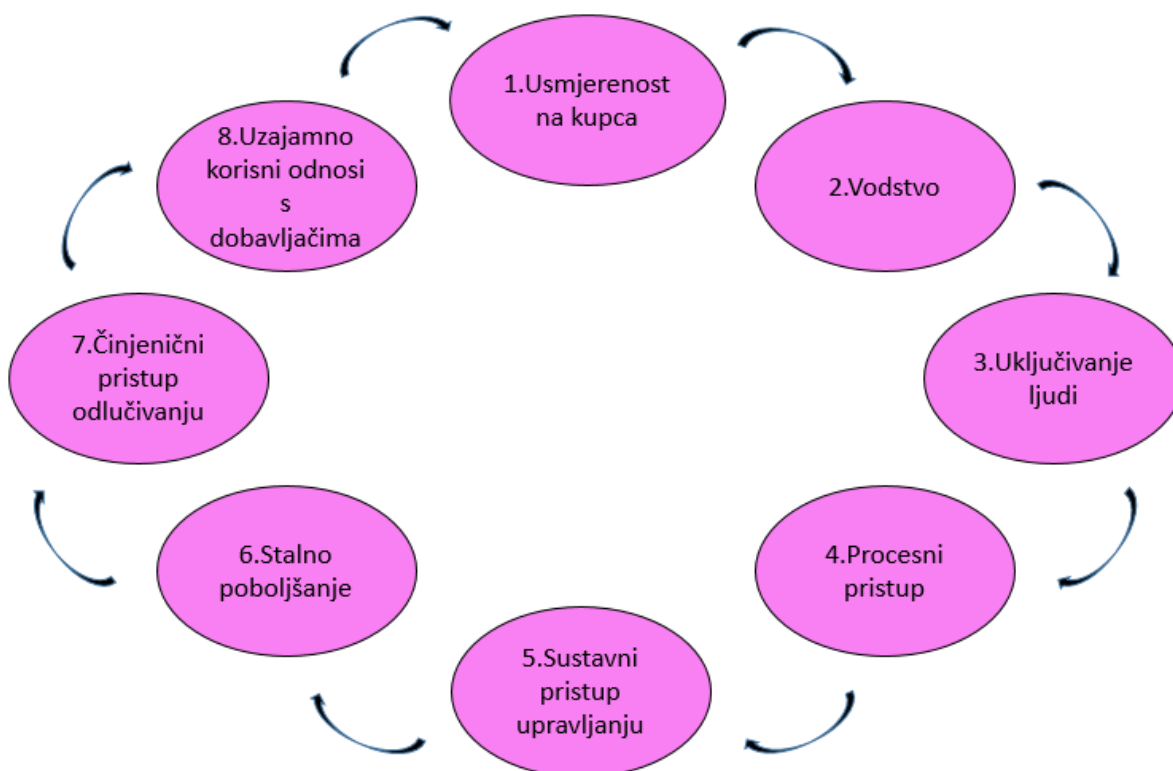 1.Usmjerenost
na kupca
2.Vodstvo
3.Uključivanje
ljudi
4.Procesni
pristup
5.Sustavni
pristup
upravljanju
6.Stalno
poboljšanje
7.Činjenični
pristup
odlučivanju
8.Uzajamno
korisni odnosi
s
dobavljačima